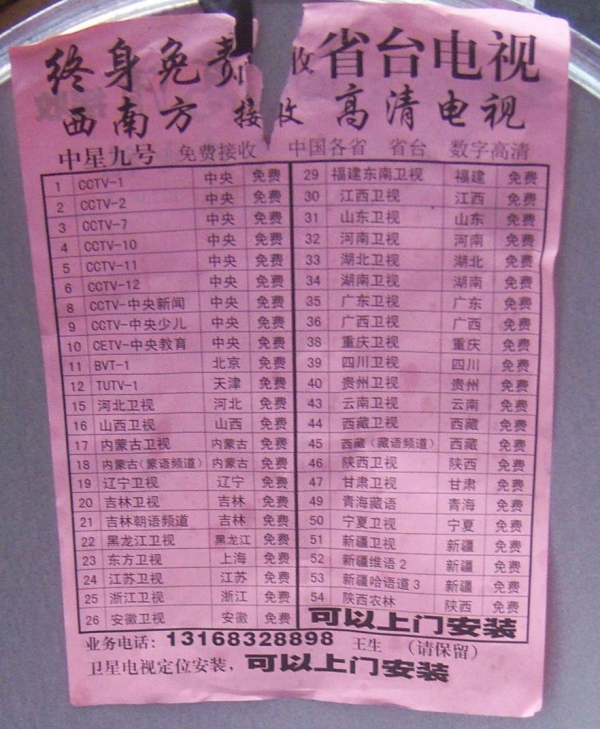 终身免费 收省台电视
西南方 接收 高清电视
中星九号 免费接收 中国各省 省台 数字高清
1 CCTV-1 中央 免费
2 CCTV-2 中央 免费
3 CCTV-7 中央 免费
4 CCTV-10 中央 免费
5 CCTV-11 中央 免费
6 CCTV-12 中央 免费
8 CCTV-中央新闻 中央 免费
9 CCTV-中央少儿 中央 免费
10 CETV-中央教育 中央 免费
11 BVT-1 北京 免费
12 TUTV-1 天津 免费
15 河北卫视 河北 免费
16 山西卫视 山西 免费
17 内蒙古卫视 内蒙古 免费
18 内蒙古(蒙语频道) 内蒙古 免费
19 辽宁卫视 辽宁 免费
20 吉林卫视 吉林 免费
21 吉林朝语频道 吉林 免费
22 黑龙江卫视 黑龙江 免费
23 东方卫视 上海 免费
24 江苏卫视 江苏 免费
25 浙江卫视 浙江 免费
26 安徽卫视 安徽 免费
29 福建东南卫视 福建 免费
30 江西卫视 江西 免费
31 山东卫视 山东 免费
32 河南卫视 河南 免费
33 湖北卫视 湖北 免费
34 湖南卫视 湖南 免费
35 广东卫视 广东 免费
36 广西卫视 广西 免费
38 重庆卫视 重庆 免费
39 四川卫视 四川 免费
40 贵州卫视 贵州 免费
43 云南卫视 云南 免费
44 西藏卫视 西藏 免费
45 西藏(藏语频道) 西藏 免费
46 陕西卫视 陕西 免费
47 甘肃卫视 甘肃 免费
49 青海藏语 青海 免费
50 宁夏卫视 宁夏 免费
51 新疆卫视 新疆 免费
52 新疆维语2 新疆 免费
53 新疆哈语道3 新疆 免费
54 陕西农林 陕西 免费
可以上门安装
业务电话：13168328898 王生 (请保留)
卫星电视定位安装，可以上门安装